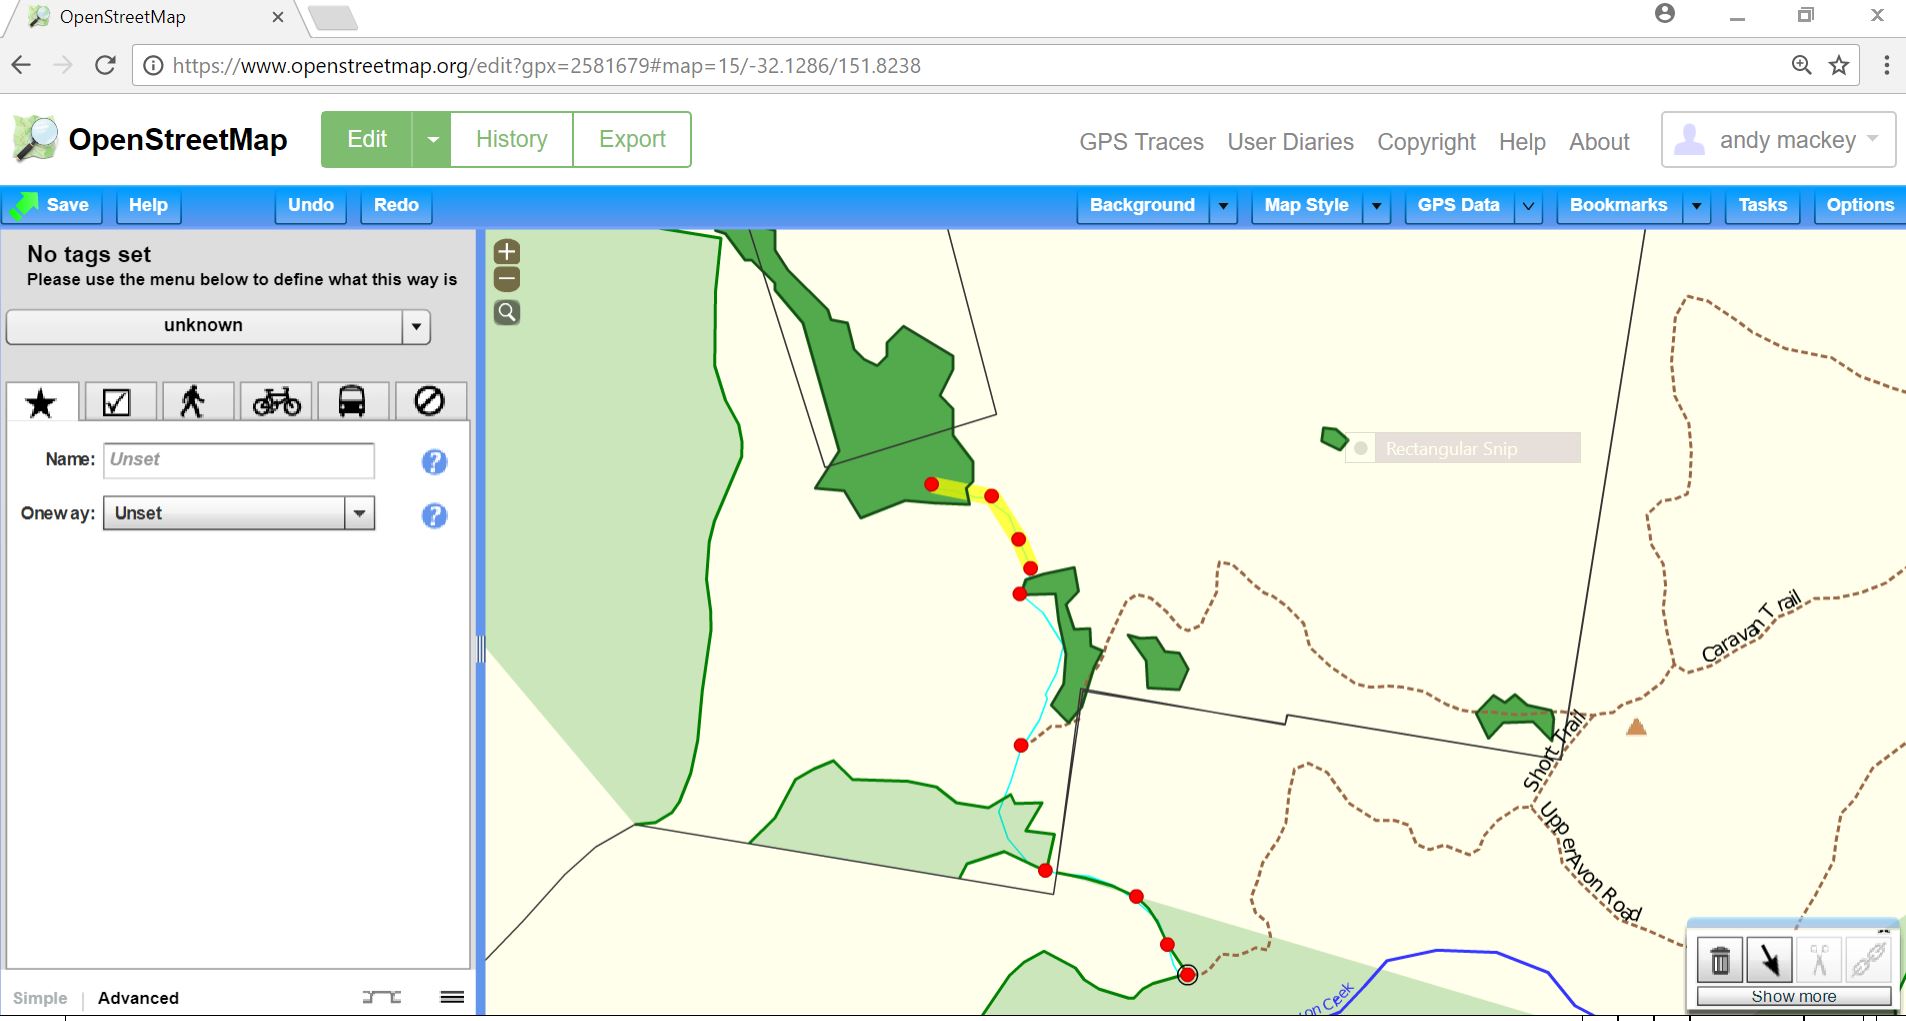 OpenStreetMap
https://www.openstreetmap.org/edit?gpx=2581679#map=15/-32.1286/151.8238
OpenStreetMap
Edit
History
Export
GPS Traces
User Diaries
Copyright
Help
About
andy mackey
Save
Help
Undo
Redo
Background
Map Style
GPS Data
Bookmarks
Tasks
Options
No tags set
Please use the menu below to define what this way is
unknown
Name:
Unset
Oneway:
Unset
Rectangular Snip
Caravan Trail
Short Trail
Upper Avon Road
Creek
Simple
Advanced
Show more